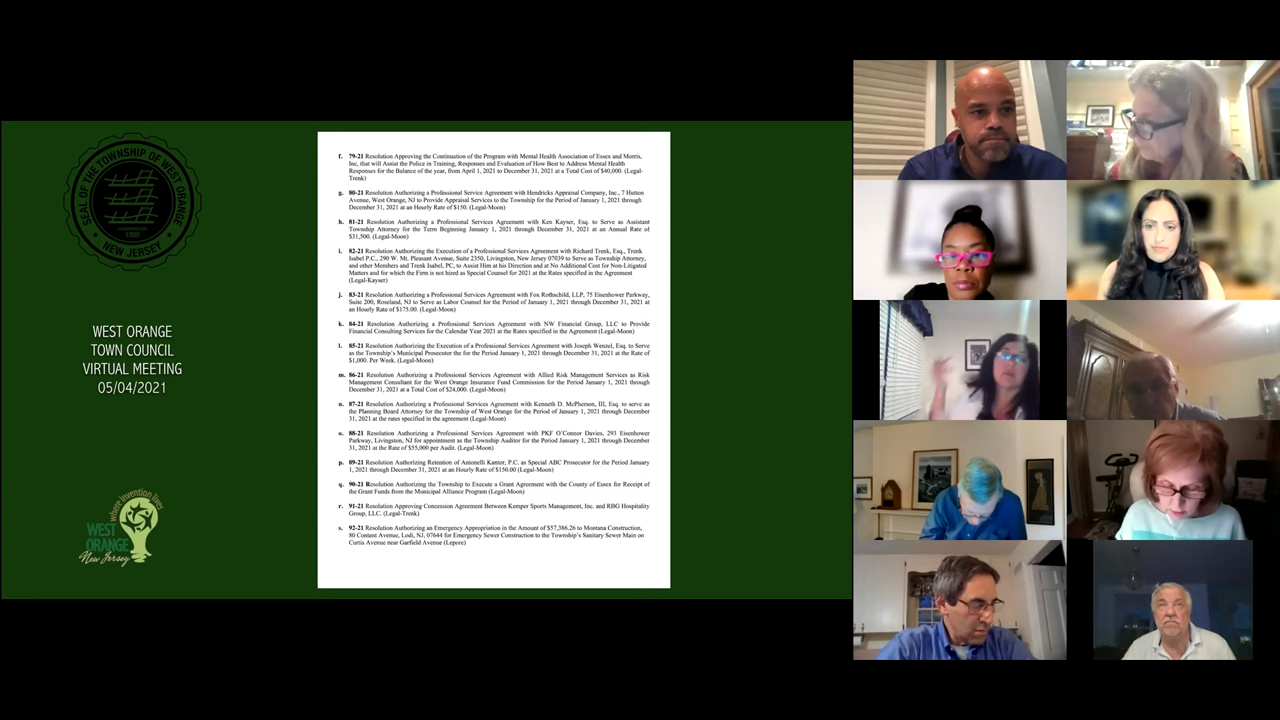 SEAL OF THE TOWNSHIP OF WEST ORANGE
NEW JERSEY
WEST ORANGE
TOWN COUNCIL
VIRTUAL MEETING
05/04/2021
where invention lives
WEST
ORANGE
New Jersey
f. 79-21 Resolution Approving the Continuation of the Program with Mental Health Association of Essex and Morris,
Inc, that will Assist the Police in Training, Responses and Evaluation of How Best to Address Mental Health
Responses for the Balance of the year, from April 1, 2021 to December 31, 2021 at a Total Cost of $40,000. (Legal-
Trenk)
g. 80-21 Resolution Authorizing a Professional Service Agreement with Hendricks Appraisal Company, Inc., 7 Hutton
Avenue, West Orange, NJ to Provide Appraisal Services to the Township for the Period of January 1, 2021 through
December 31, 2021 at an Hourly Rate of $150. (Legal-Moon)
h. 81-21 Resolution Authorizing a Professional Services Agreement with Ken Kayser, Esq. to Serve as Assistant
Township Attorney for the Term Beginning January 1, 2021 through December 31, 2021 at an Annual Rate of
$31,500. (Legal-Moon)
i. 82-21 Resolution Authorizing the Execution of a Professional Services Agreement with Richard Trenk, Esq., Trenk
Isabel P.C., 290 W. Mt. Pleasant Avenue, Suite 2350, Livingston, New Jersey 07039 to Serve as Township Attorney,
and other Members and Trenk Isabel, PC, to Assist Him at his Direction and at No Additional Cost for Non-Litigated
Matters and for which the Firm is not hired as Special Counsel for 2021 at the Rates specified in the Agreement
(Legal-Kayser)
j. 83-21 Resolution Authorizing a Professional Services Agreement with Fox Rothschild, LLP, 75 Eisenhower Parkway,
Suite 200, Roseland, NJ to Serve as Labor Counsel for the Period of January 1, 2021 through December 31, 2021 at
an Hourly Rate of $175.00. (Legal-Moon)
k. 84-21 Resolution Authorizing a Professional Services Agreement with NW Financial Group, LLC to Provide
Financial Consulting Services for the Calendar Year 2021 at the Rates specified in the Agreement (Legal-Moon)
l. 85-21 Resolution Authorizing the Execution of a Professional Services Agreement with Joseph Wenzel, Esq. to Serve
as the Township's Municipal Prosecutor the for the Period January 1, 2021 through December 31, 2021 at the Rate of
$1,000. Per Week. (Legal-Moon)
m. 86-21 Resolution Authorizing a Professional Services Agreement with Allied Risk Management Services as Risk
Management Consultant for the West Orange Insurance Fund Commission for the Period January 1, 2021 through
December 31, 2021 at a Total Cost of $24,000. (Legal-Moon)
n. 87-21 Resolution Authorizing a Professional Services Agreement with Kenneth D. McPherson, III, Esq. to serve as
the Planning Board Attorney for the Township of West Orange for the Period of January 1, 2021 through December
31, 2021 at the rates specified in the agreement (Legal-Moon)
o. 88-21 Resolution Authorizing a Professional Services Agreement with PKF O'Connor Davies, 293 Eisenhower
Parkway, Livingston, NJ for appointment as the Township Auditor for the Period January 1, 2021 through December
31, 2021 at the Rate of $55,000 per Audit. (Legal-Moon)
p. 89-21 Resolution Authorizing Retention of Antonelli Kantor, P.C. as Special ABC Prosecutor for the Period January
1, 2021 through December 31, 2021 at an Hourly Rate of $150.00 (Legal-Moon)
q. 90-21 Resolution Authorizing the Township to Execute a Grant Agreement with the County of Essex for Receipt of
the Grant Funds from the Municipal Alliance Program (Legal-Moon)
r. 91-21 Resolution Approving Concession Agreement Between Kemper Sports Management, Inc. and RBG Hospitality
Group, LLC. (Legal-Trenk)
s. 92-21 Resolution Authorizing an Emergency Appropriation in the Amount of $57,386.26 to Montana Construction,
80 Contant Avenue, Lodi, NJ, 07644 for Emergency Sewer Construction to the Township's Sanitary Sewer Main on
Curtis Avenue near Garfield Avenue (Lepore)